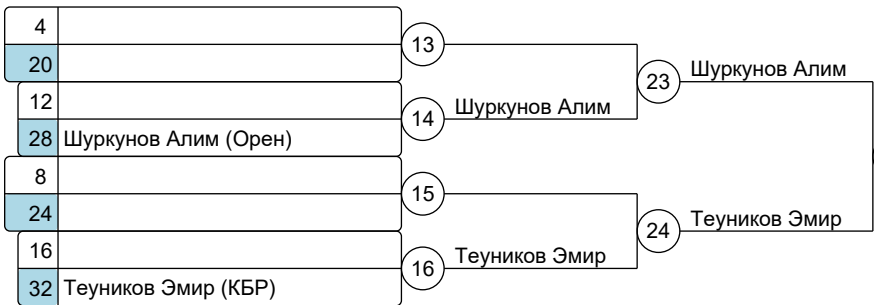 4
13
20
23 Шуркунов Алим
12
14 Шуркунов Алим
28 Шуркунов Алим (Орен)
8
15
24
24 Теуников Эмир
16
16 Теуников Эмир
32 Теуников Эмир (КБР)